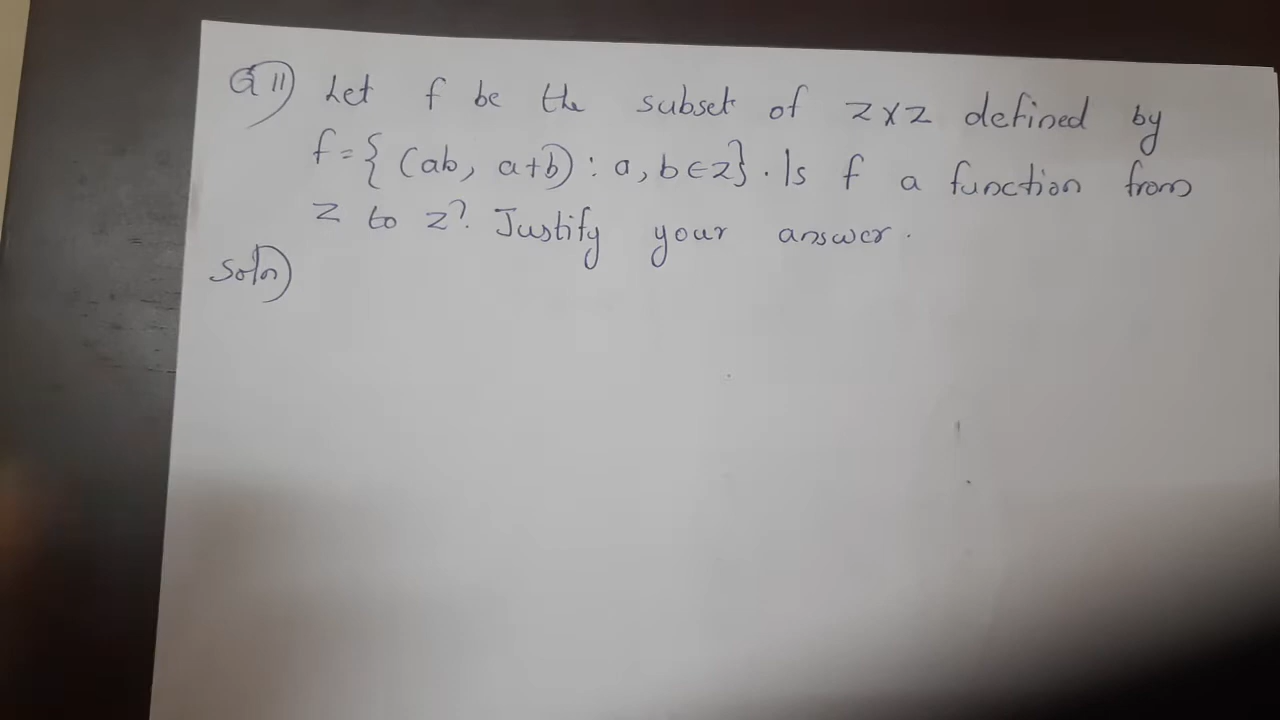 Q 11) Let f be the subset of Z×Z defined by
f = { (ab, a+b) : a, b ∈ Z} . Is f a function from
Z to Z? Justify your answer.
Soln)